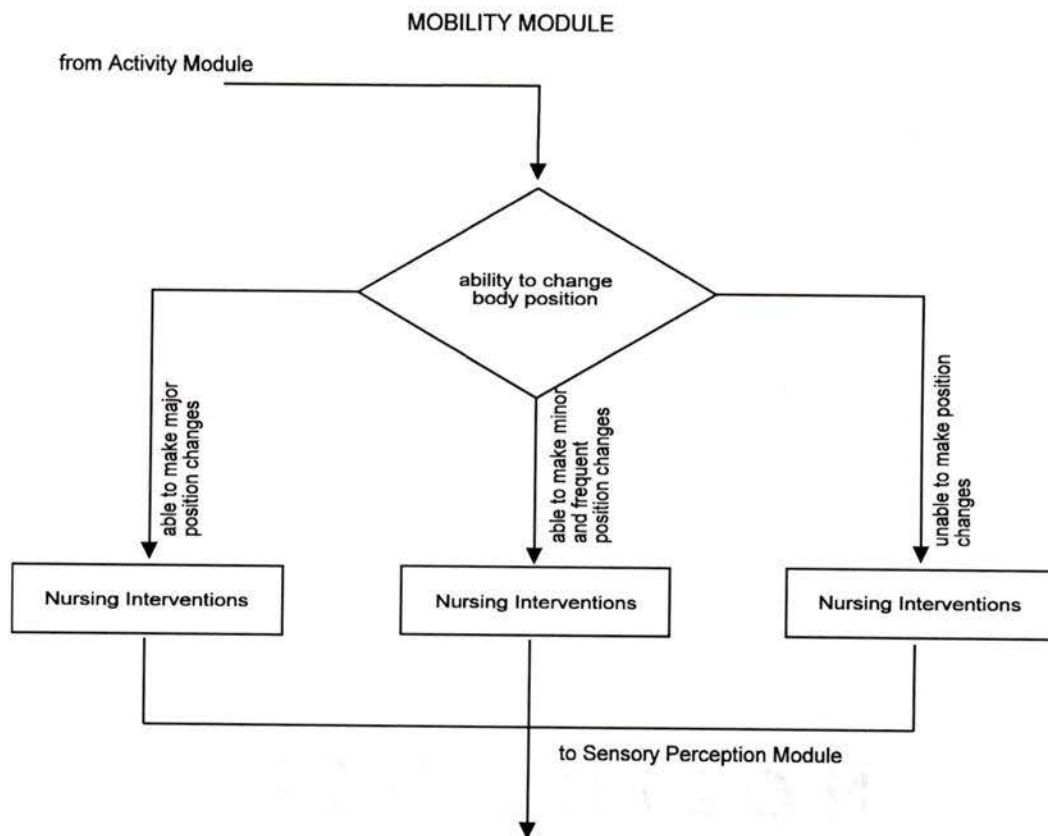 MOBILITY MODULE
from Activity Module
ability to change
body position
able to make major
position changes
able to make minor
and frequent
position changes
unable to make position
changes
Nursing Interventions
Nursing Interventions
Nursing Interventions
to Sensory Perception Module